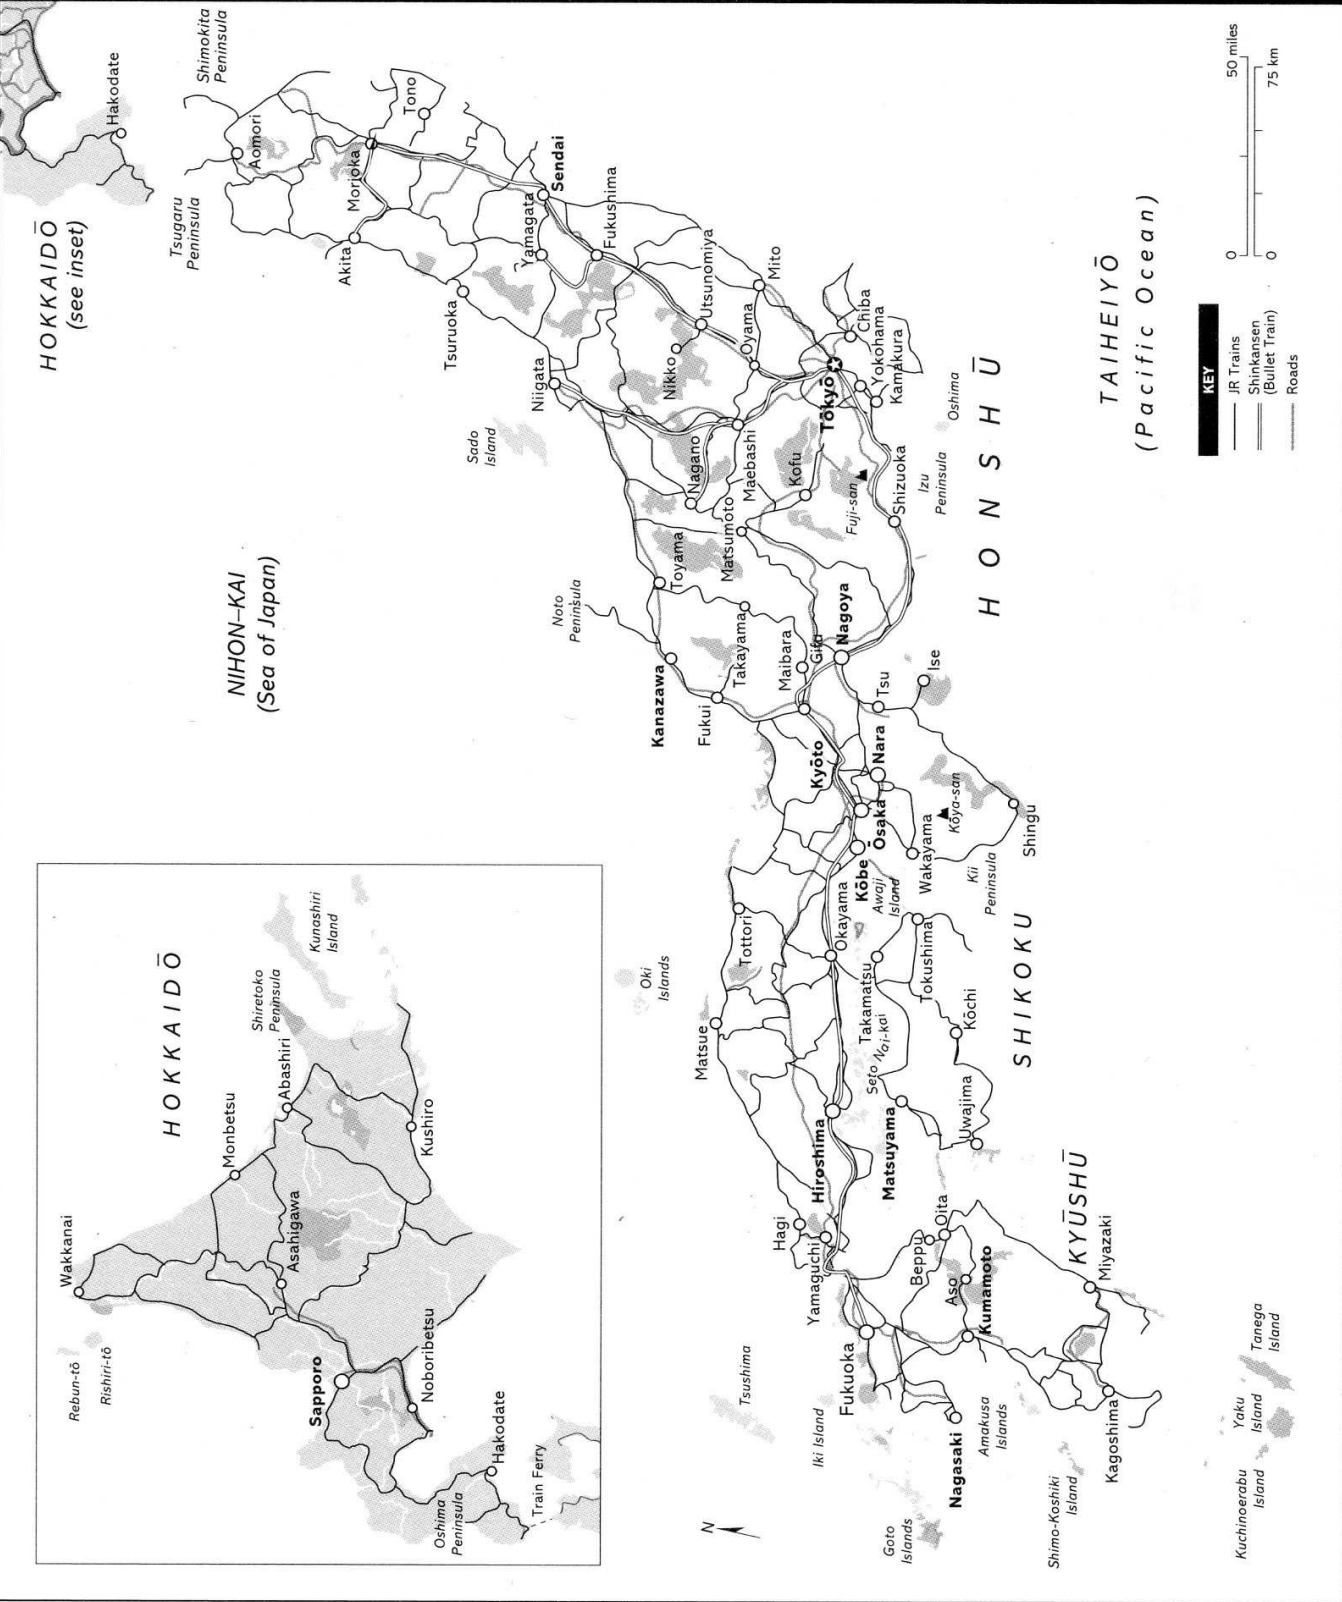 HOKKAIDŌ
Rebun-tō
Rishiri-tō
Wakkanai
Monbetsu
Abashiri
Shiretoko
Peninsula
Kunashiri
Island
Asahigawa
Kushiro
Sapporo
Noboribetsu
Hakodate
Oshima
Peninsula
Train Ferry
HOKKAIDŌ
(see inset)
Hakodate
Shimokita
Peninsula
Tsugaru
Peninsula
Aomori
Morioka
Tono
Akita
Tsuruoka
Yamagata
Sendai
Fukushima
Niigata
Sado
Island
Nikko
Utsunomiya
Mito
Oyama
Maebashi
Nagano
Matsumoto
Kofu
Tōkyō
Chiba
Yokohama
Kamakura
Oshima
Fuji-san
Shizuoka
Izu
Peninsula
NIHON–KAI
(Sea of Japan)
Noto
Peninsula
Toyama
Kanazawa
Takayama
Fukui
Maibara
Gifu
Nagoya
Tsu
Ise
Kyōto
Nara
Ōsaka
Kōbe
Wakayama
Kōya-san
Shingu
Kii
Peninsula
Awaji
Island
HONSHŪ
Oki
Islands
Tottori
Matsue
Okayama
Hiroshima
Hagi
Yamaguchi
Seto Nai-kai
Takamatsu
Tokushima
Kōchi
Matsuyama
Uwajima
SHIKOKU
Tsushima
Iki Island
Fukuoka
Beppu
Oita
Aso
Kumamoto
Nagasaki
Amakusa
Islands
Goto
Islands
Miyazaki
Kagoshima
KYŪSHŪ
Shimo-Koshiki
Island
Kuchinoerabu
Island
Yaku
Island
Tanega
Island
N
TAIHEIYŌ
(Pacific Ocean)
KEY
JR Trains
Shinkansen
(Bullet Train)
Roads
0 50 miles
0 75 km